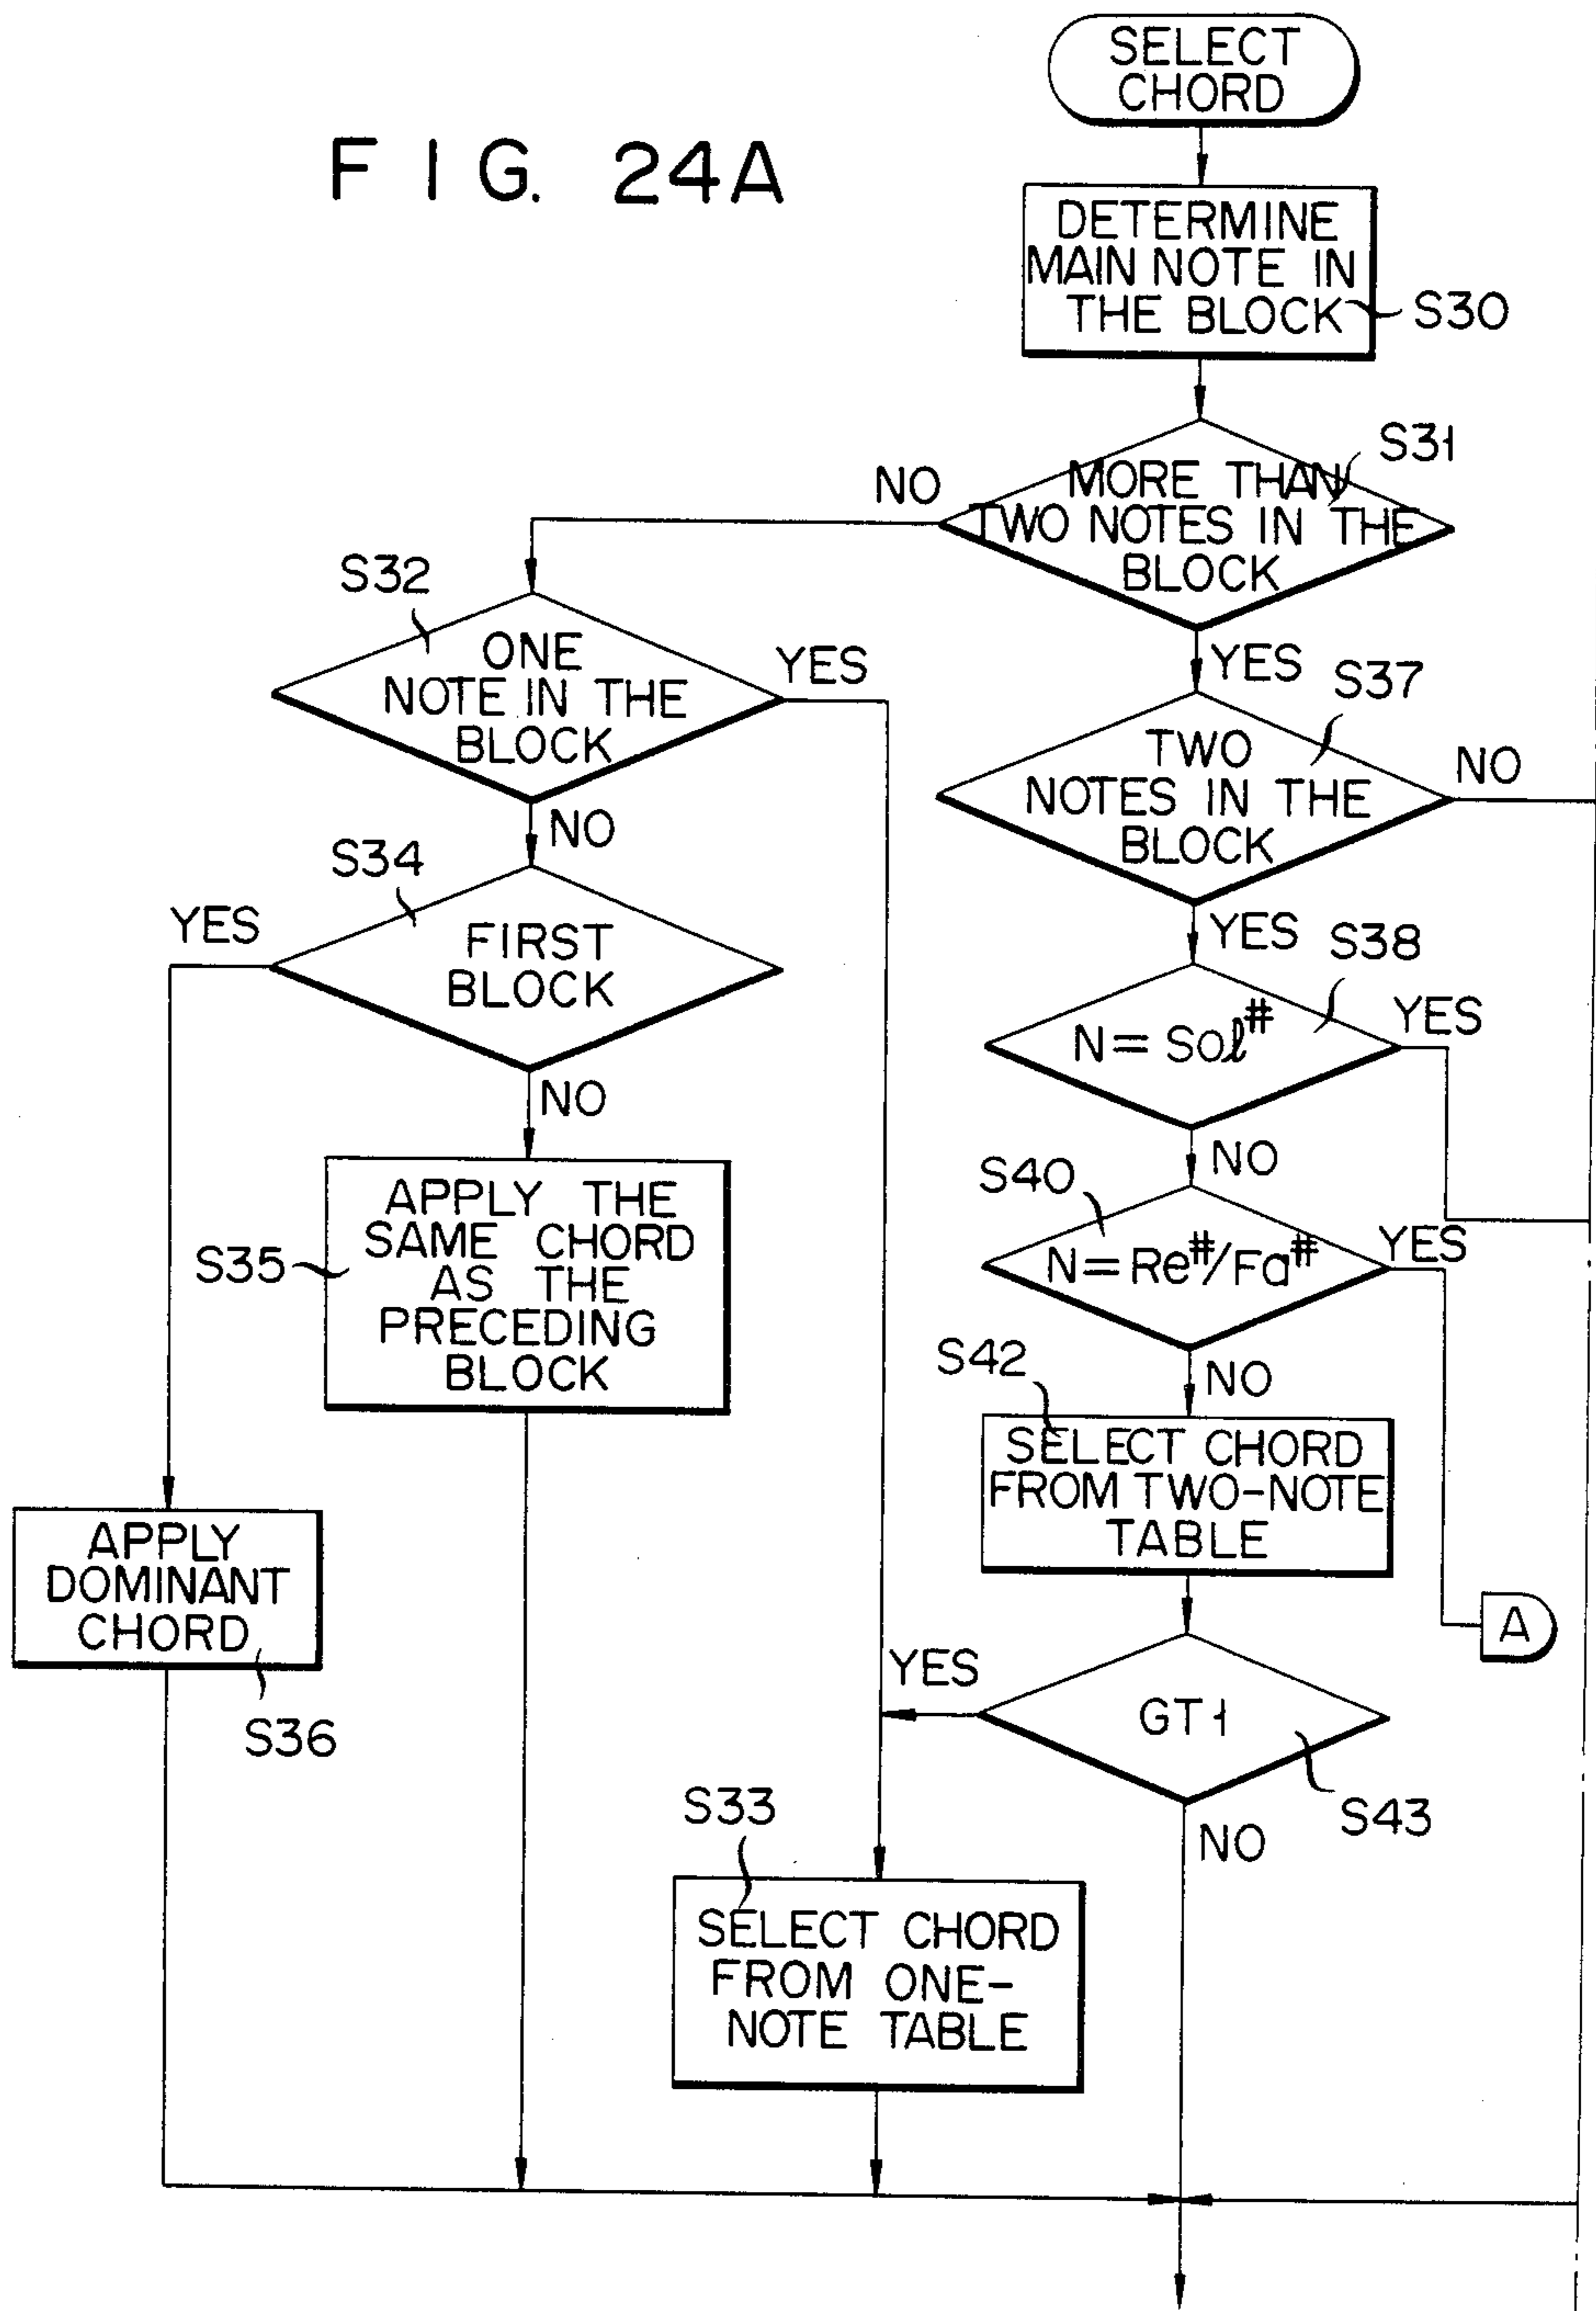 SELECT
CHORD
F I G. 24A
DETERMINE
MAIN NOTE IN
THE BLOCK
S30
S31
NO
MORE THAN
TWO NOTES IN THE
BLOCK
S32
YES
ONE
NOTE IN THE
BLOCK
YES
S37
TWO
NOTES IN THE
BLOCK
NO
NO
S34
YES
FIRST
BLOCK
YES
S38
N = Sol#
YES
NO
NO
S40
N = Re#/Fa#
YES
APPLY THE
SAME CHORD
AS THE
PRECEDING
BLOCK
S35
S42
NO
SELECT CHORD
FROM TWO-NOTE
TABLE
APPLY
DOMINANT
CHORD
S36
A
YES
GT1
S43
NO
S33
SELECT CHORD
FROM ONE-
NOTE TABLE